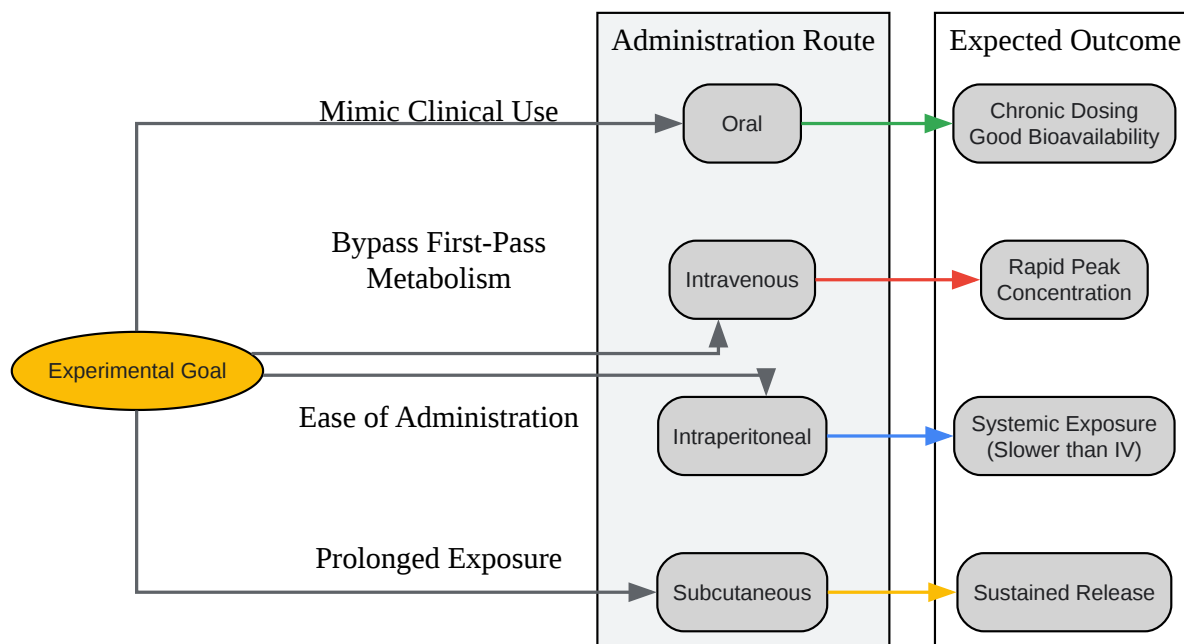 Administration Route
Expected Outcome
Mimic Clinical Use
Oral
Chronic Dosing
Good Bioavailability
Bypass First-Pass
Metabolism
Intravenous
Rapid Peak
Concentration
Experimental Goal
Ease of Administration
Intraperitoneal
Systemic Exposure
(Slower than IV)
Prolonged Exposure
Subcutaneous
Sustained Release